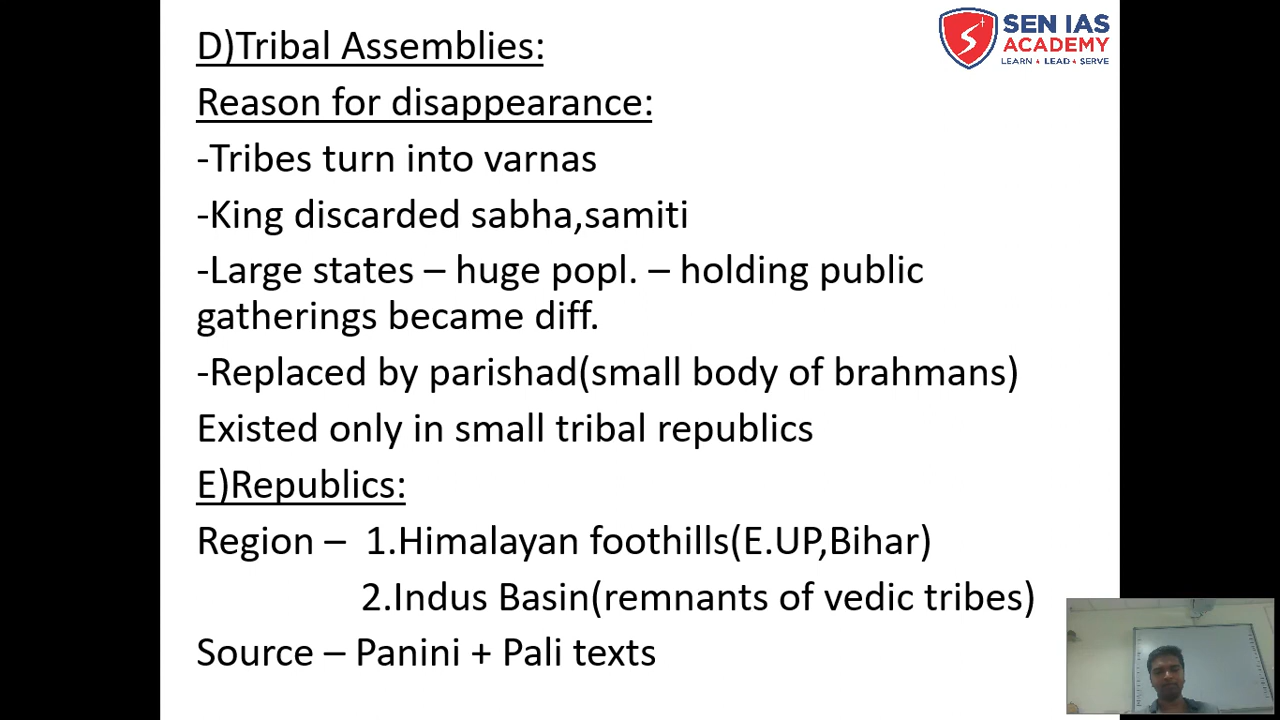 D)Tribal Assemblies:
SEN IAS
ACADEMY
LEARN ★ LEAD ★ SERVE
Reason for disappearance:
-Tribes turn into varnas
-King discarded sabha,samiti
-Large states – huge popl. – holding public
gatherings became diff.
-Replaced by parishad(small body of brahmans)
Existed only in small tribal republics
E)Republics:
Region – 1.Himalayan foothills(E.UP,Bihar)
2.Indus Basin(remnants of vedic tribes)
Source – Panini + Pali texts